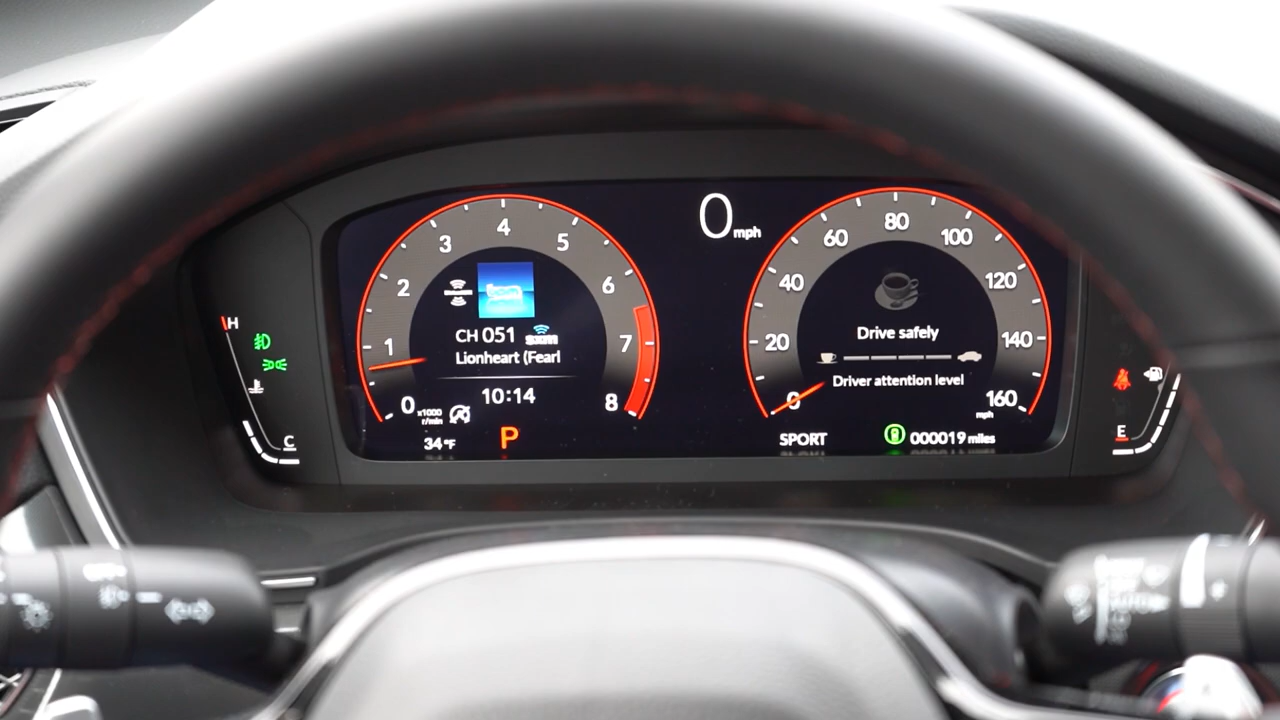 0 mph
H
C
0
1
2
3
4
5
6
7
8
x1000
r/min
CH 051 sxm
Lionheart (Fearl
10:14
34 °F
P
0
20
40
60
80
100
120
140
160
mph
Drive safely
Driver attention level
SPORT
000019 miles
E